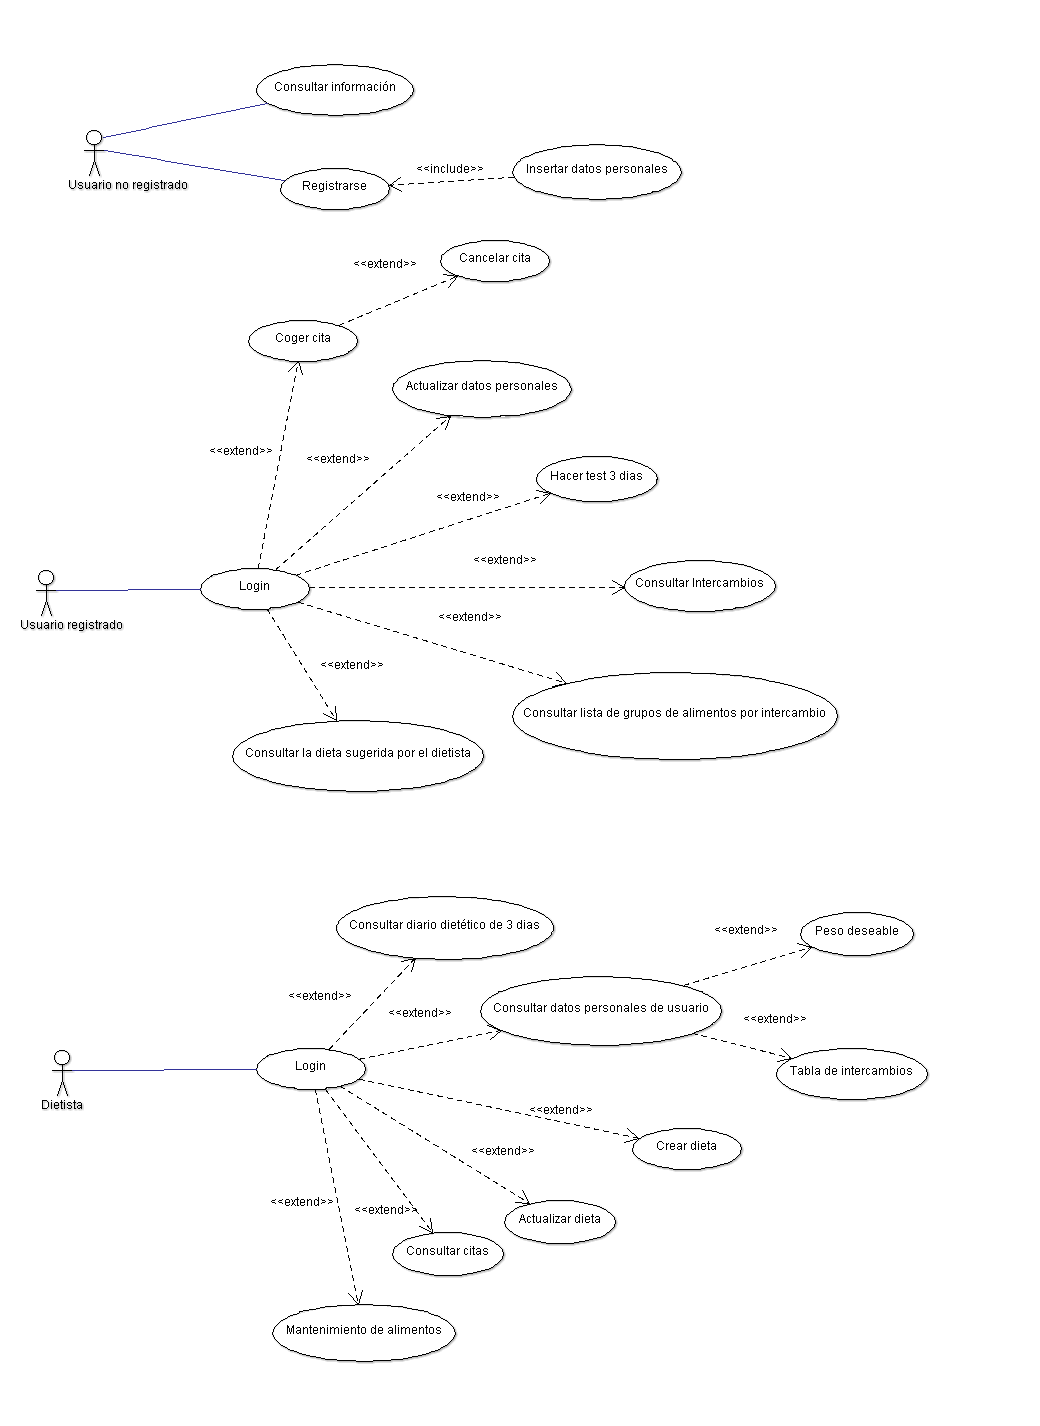 Consultar información
Usuario no registrado
Registrarse
<<include>>
Insertar datos personales
<<extend>>
Cancelar cita
Coger cita
Actualizar datos personales
<<extend>>
<<extend>>
Hacer test 3 dias
<<extend>>
<<extend>>
Consultar Intercambios
Login
Usuario registrado
<<extend>>
<<extend>>
Consultar lista de grupos de alimentos por intercambio
Consultar la dieta sugerida por el dietista
Consultar diario dietético de 3 dias
<<extend>>
Peso deseable
<<extend>>
Consultar datos personales de usuario
<<extend>>
<<extend>>
Login
Tabla de intercambios
Dietista
<<extend>>
Crear dieta
<<extend>>
<<extend>>
<<extend>>
Actualizar dieta
Consultar citas
Mantenimiento de alimentos